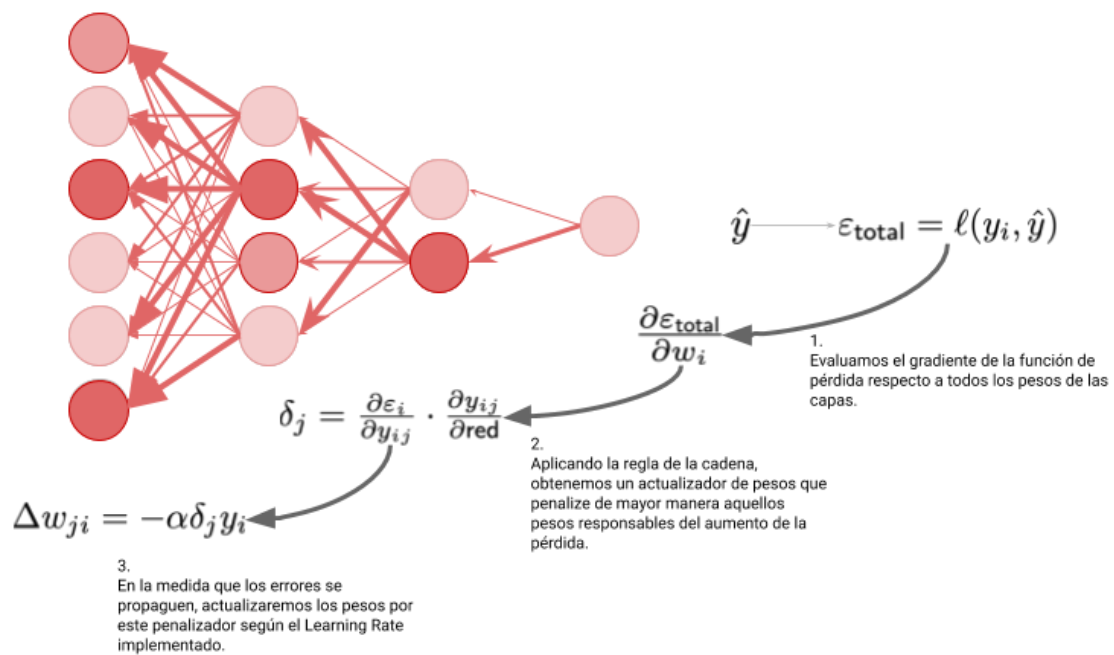 ŷ → ε_total = ℓ(y_i, ŷ)
∂ε_total / ∂w_i
1.
Evaluamos el gradiente de la función de
pérdida respecto a todos los pesos de las
capas.
δ_j = ∂ε_i / ∂y_ij · ∂y_ij / ∂red
2.
Aplicando la regla de la cadena,
obtenemos un actualizador de pesos que
penalize de mayor manera aquellos
pesos responsables del aumento de la
pérdida.
Δw_ji = −αδ_j y_i
3.
En la medida que los errores se
propaguen, actualizaremos los pesos por
este penalizador según el Learning Rate
implementado.